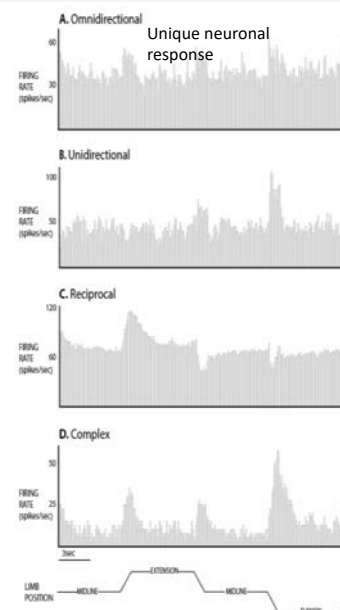 A. Omnidirectional
Unique neuronal
response
60
FIRING
RATE
(spikes/sec)
30
B. Unidirectional
100
FIRING
RATE
(spikes/sec)
50
C. Reciprocal
120
FIRING
RATE
(spikes/sec)
60
D. Complex
50
FIRING
RATE
(spikes/sec)
25
3sec
EXTENSION
LIMB
POSITION
MIDLINE
MIDLINE